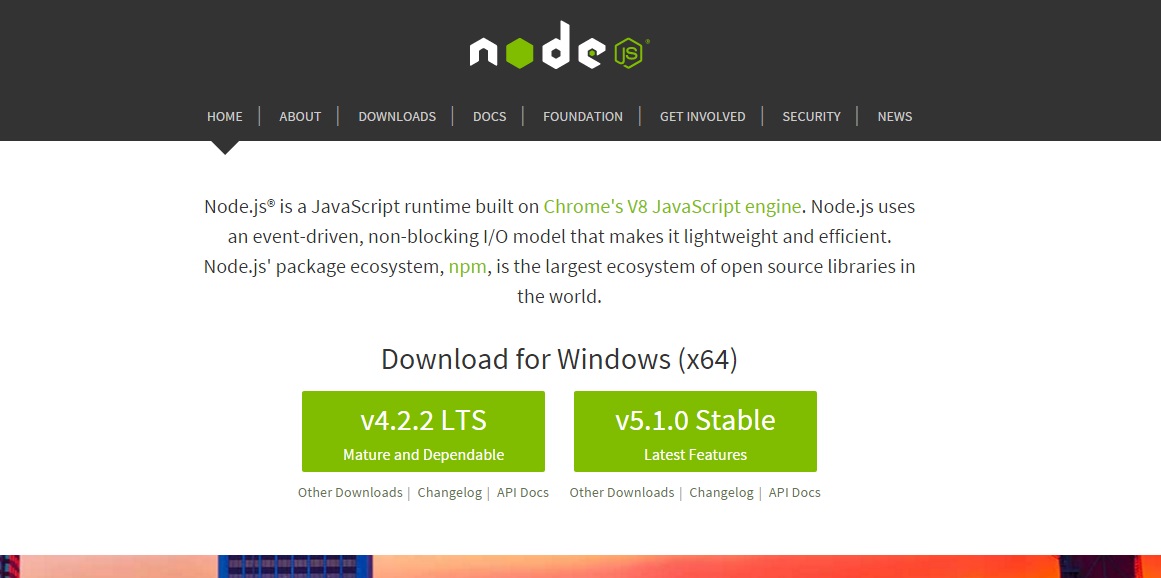 node JS ®
HOME | ABOUT | DOWNLOADS | DOCS | FOUNDATION | GET INVOLVED | SECURITY | NEWS
Node.js® is a JavaScript runtime built on Chrome's V8 JavaScript engine. Node.js uses
an event-driven, non-blocking I/O model that makes it lightweight and efficient.
Node.js' package ecosystem, npm, is the largest ecosystem of open source libraries in
the world.
Download for Windows (x64)
v4.2.2 LTS
Mature and Dependable
v5.1.0 Stable
Latest Features
Other Downloads | Changelog | API Docs
Other Downloads | Changelog | API Docs